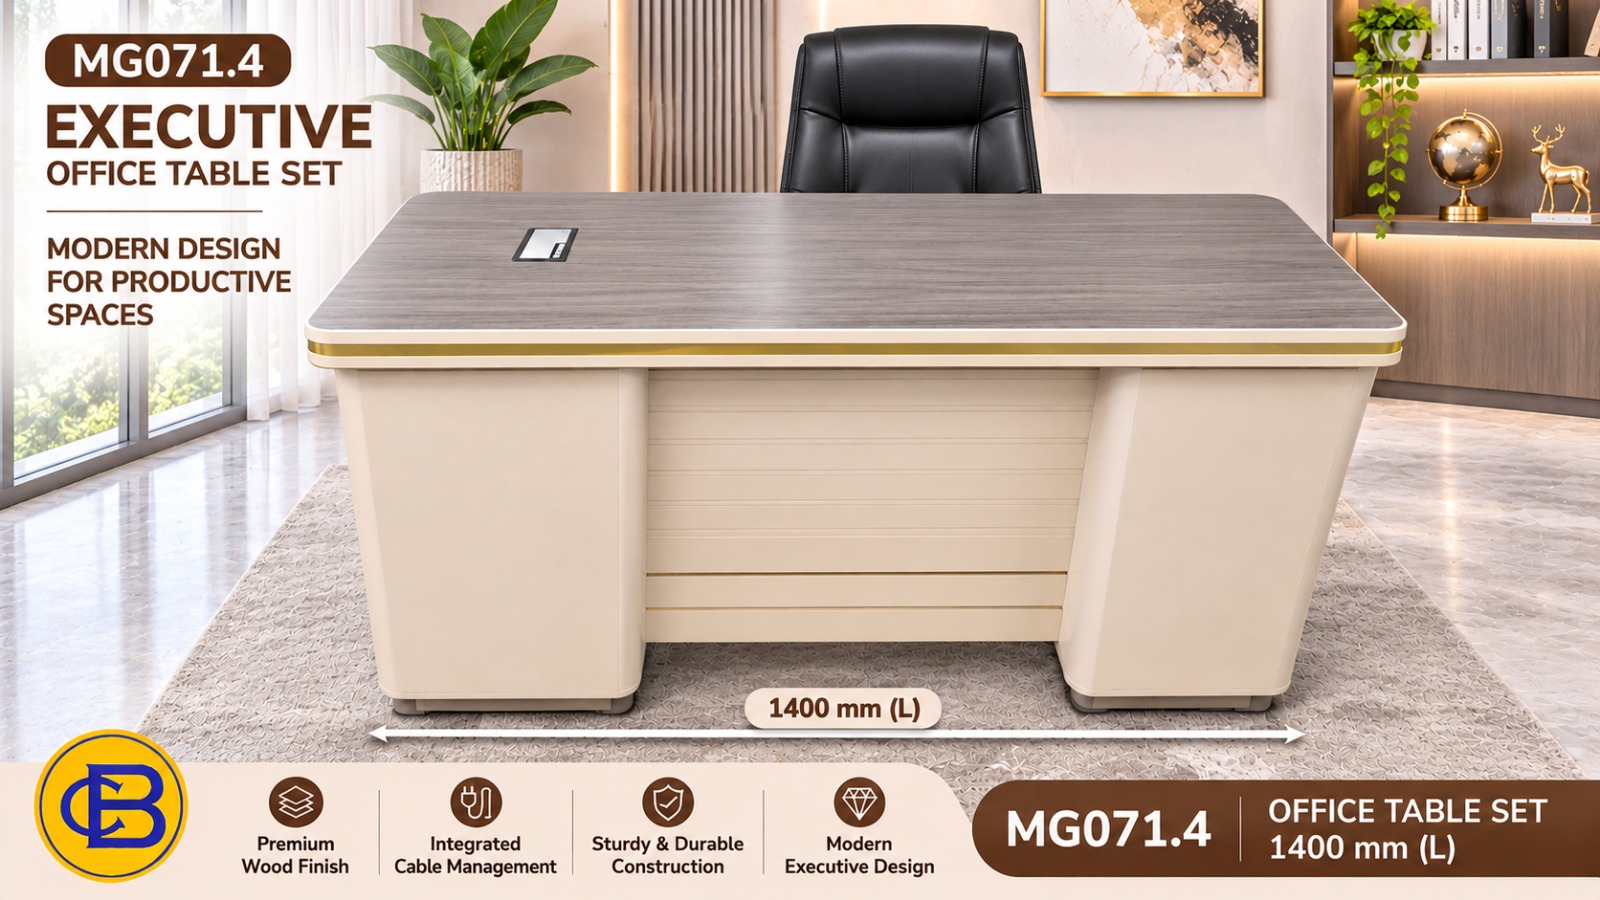 MG071.4
EXECUTIVE
OFFICE TABLE SET
MODERN DESIGN
FOR PRODUCTIVE
SPACES
1400 mm (L)
CB
Premium
Wood Finish
Integrated
Cable Management
Sturdy & Durable
Construction
Modern
Executive Design
MG071.4
OFFICE TABLE SET
1400 mm (L)